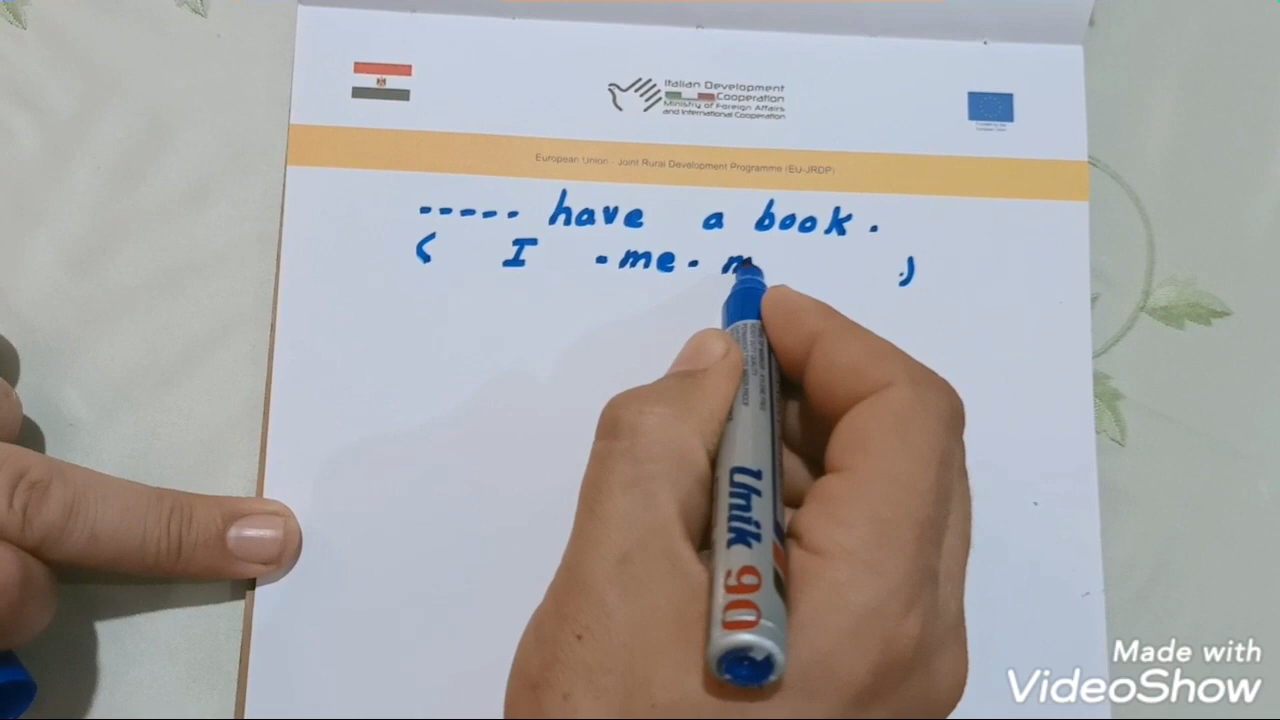 Italian Development
Cooperation
Ministry of Foreign Affairs
and International Cooperation
European Union - Joint Rural Development Programme (EU-JRDP)
----- have a book.
( I - me - m )
Unik 90
Made with
VideoShow